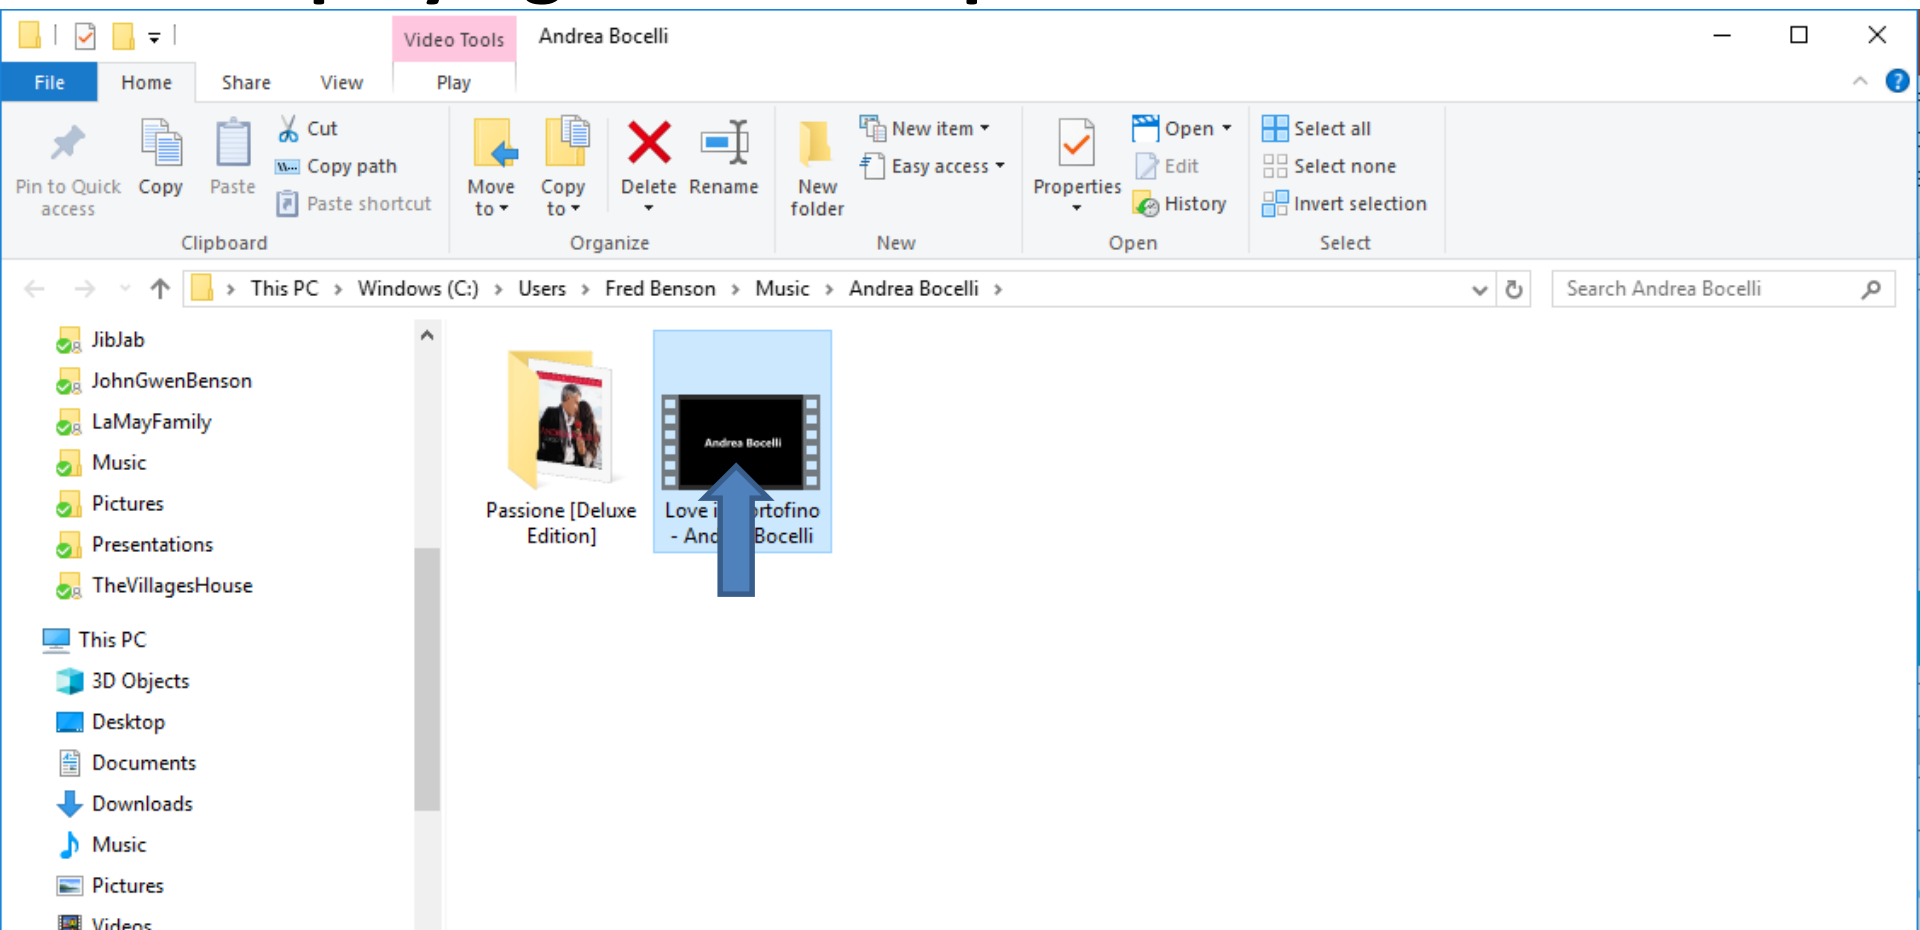 Video Tools Andrea Bocelli
File Home Share View Play
Pin to Quick access
Copy
Paste
Cut
Copy path
Paste shortcut
Clipboard
Move to
Copy to
Delete
Rename
Organize
New folder
New item
Easy access
New
Properties
Open
Edit
History
Open
Select all
Select none
Invert selection
Select
This PC > Windows (C:) > Users > Fred Benson > Music > Andrea Bocelli >
Search Andrea Bocelli
JibJab
JohnGwenBenson
LaMayFamily
Music
Pictures
Presentations
TheVillagesHouse
This PC
3D Objects
Desktop
Documents
Downloads
Music
Pictures
Videos
Passione [Deluxe
Edition]
Andrea Bocelli
Love
- Bocelli